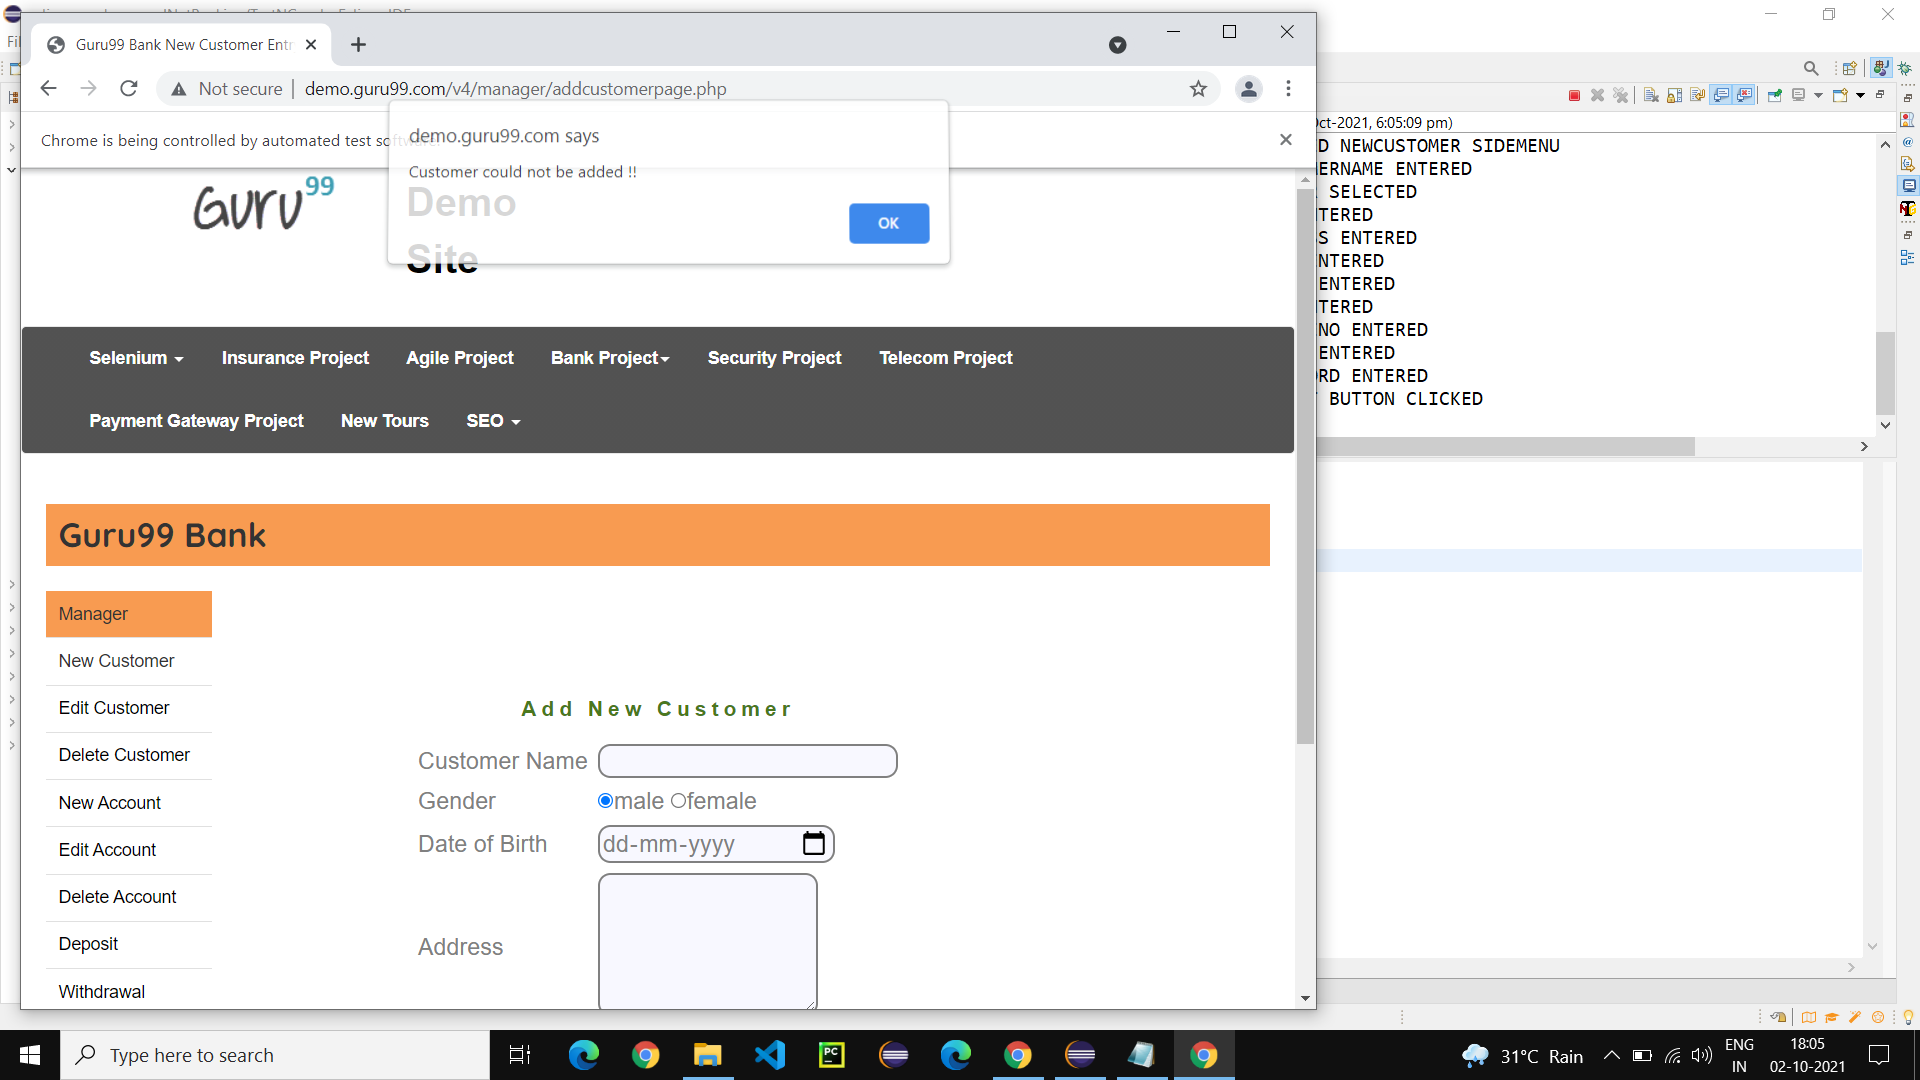 Guru99 Bank New Customer Entr
Not secure | demo.guru99.com/v4/manager/addcustomerpage.php
Chrome is being controlled by automated test software.
demo.guru99.com says
Customer could not be added !!
OK
Guru99
Demo
Site
Selenium
Insurance Project
Agile Project
Bank Project
Security Project
Telecom Project
Payment Gateway Project
New Tours
SEO
Guru99 Bank
Manager
New Customer
Edit Customer
Delete Customer
New Account
Edit Account
Delete Account
Deposit
Withdrawal
Add New Customer
Customer Name
Gender
male female
Date of Birth
dd-mm-yyyy
Address
ct-2021, 6:05:09 pm)
D NEWCUSTOMER SIDEMENU
ERNAME ENTERED
SELECTED
TERED
S ENTERED
NTERED
ENTERED
TERED
NO ENTERED
ENTERED
RD ENTERED
BUTTON CLICKED
Type here to search
PC
31°C Rain
ENG
IN
18:05
02-10-2021